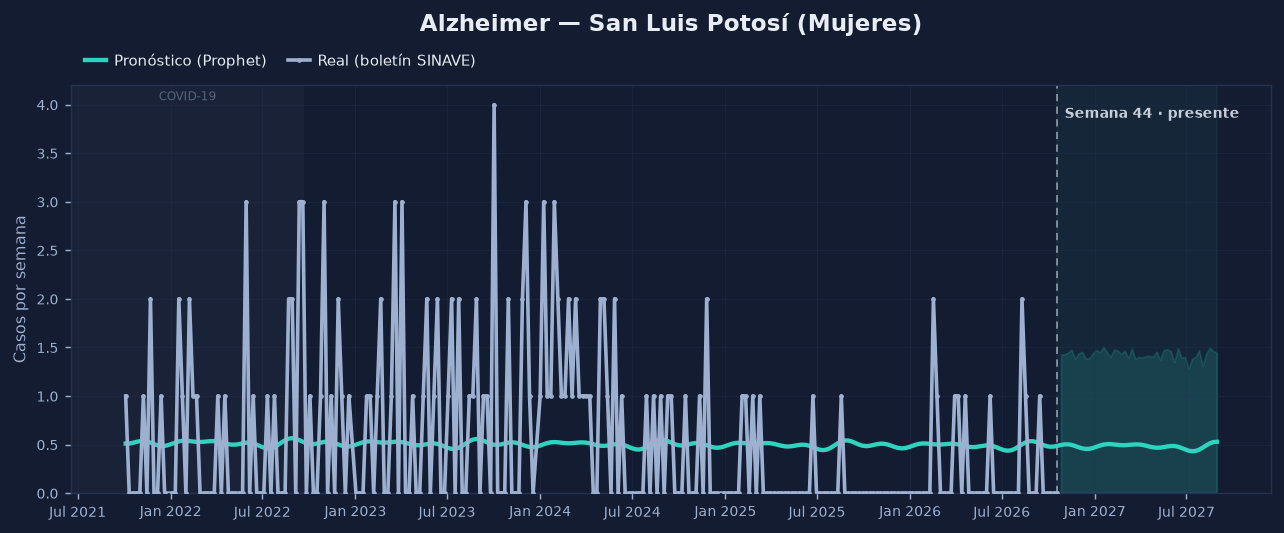 Alzheimer — San Luis Potosí (Mujeres)
Pronóstico (Prophet)
Real (boletín SINAVE)
COVID-19
Semana 44 · presente
Casos por semana
4.0
3.5
3.0
2.5
2.0
1.5
1.0
0.5
0.0
Jul 2021
Jan 2022
Jul 2022
Jan 2023
Jul 2023
Jan 2024
Jul 2024
Jan 2025
Jul 2025
Jan 2026
Jul 2026
Jan 2027
Jul 2027